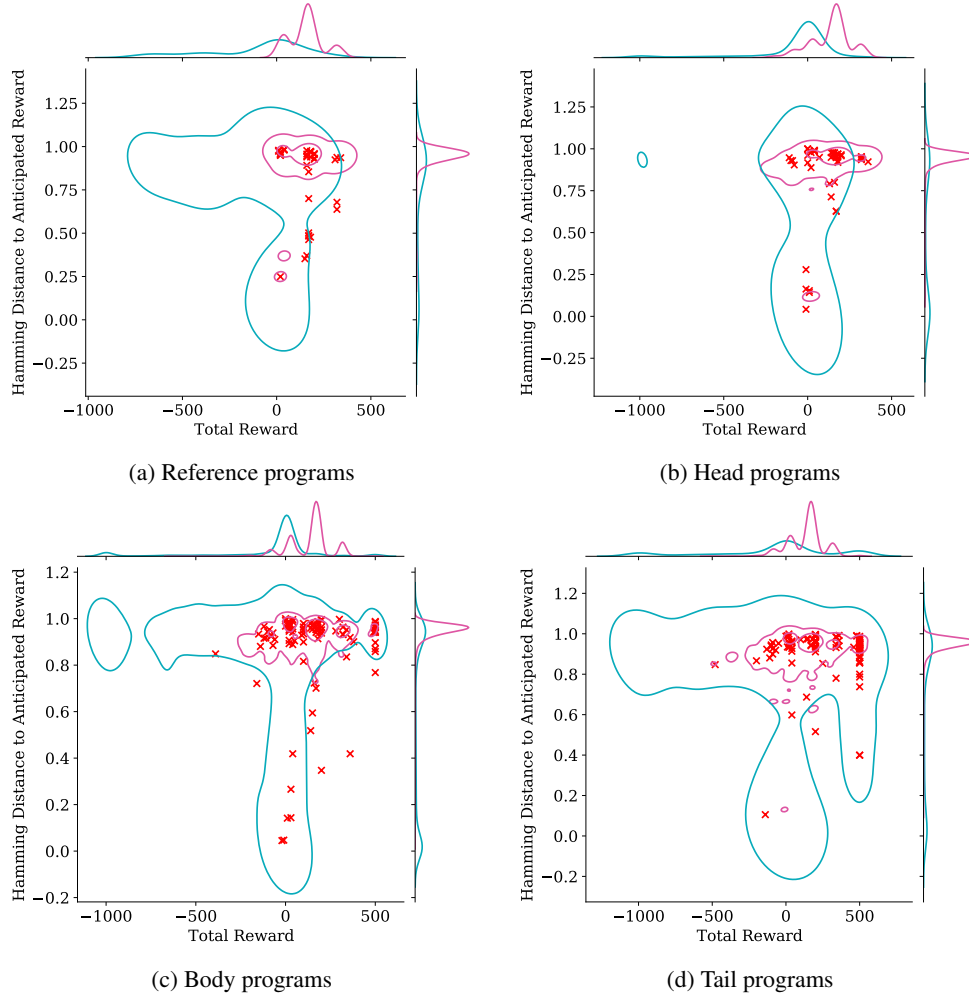 Hamming Distance to Anticipated Reward
1.25
1.00
0.75
0.50
0.25
0.00
−0.25
−1000 −500 0 500
Total Reward
(a) Reference programs
Hamming Distance to Anticipated Reward
1.25
1.00
0.75
0.50
0.25
0.00
−0.25
−1000 −500 0 500
Total Reward
(b) Head programs
Hamming Distance to Anticipated Reward
1.2
1.0
0.8
0.6
0.4
0.2
0.0
−0.2
−1000 −500 0 500
Total Reward
(c) Body programs
Hamming Distance to Anticipated Reward
1.2
1.0
0.8
0.6
0.4
0.2
0.0
−0.2
−1000 −500 0 500
Total Reward
(d) Tail programs